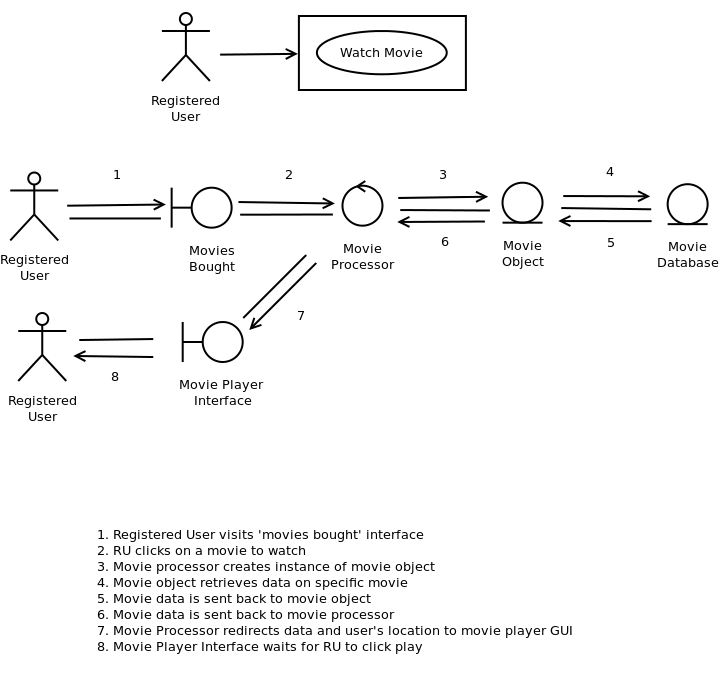 Watch Movie
Registered
User
1
2
3
4
Registered
User
Movies
Bought
Movie
Processor
6
Movie
Object
5
Movie
Database
7
8
Registered
User
Movie Player
Interface
1. Registered User visits 'movies bought' interface
2. RU clicks on a movie to watch
3. Movie processor creates instance of movie object
4. Movie object retrieves data on specific movie
5. Movie data is sent back to movie object
6. Movie data is sent back to movie processor
7. Movie Processor redirects data and user's location to movie player GUI
8. Movie Player Interface waits for RU to click play